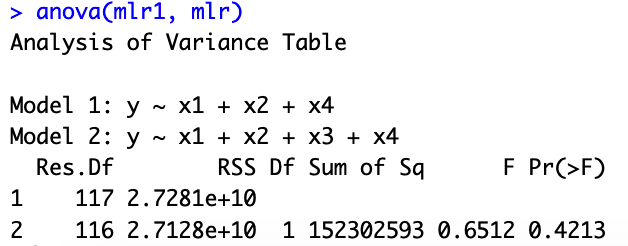 > anova(mlr1, mlr)
Analysis of Variance Table
Model 1: y ~ x1 + x2 + x4
Model 2: y ~ x1 + x2 + x3 + x4
  Res.Df        RSS Df Sum of Sq      F Pr(>F)
1    117 2.7281e+10
2    116 2.7128e+10  1 152302593 0.6512 0.4213